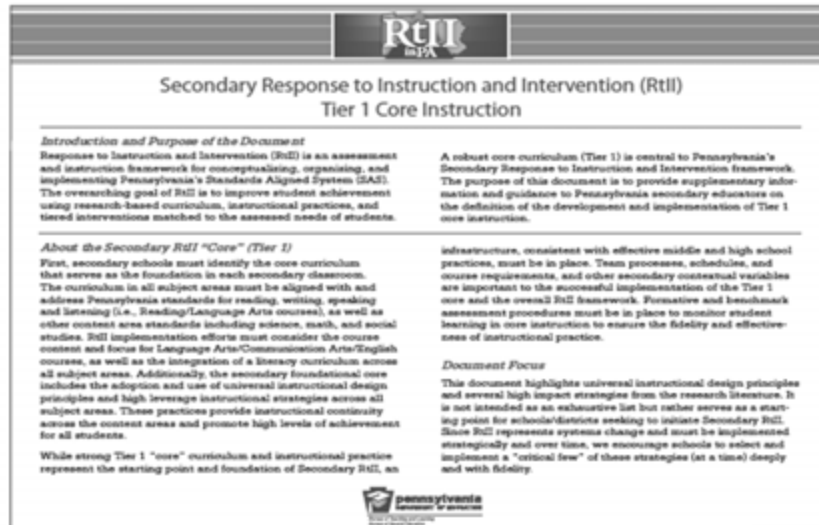 RtII
in PA
Secondary Response to Instruction and Intervention (RtII)
Tier 1 Core Instruction
Introduction and Purpose of the Document
Response to Instruction and Intervention (RtII) is an assessment
and instruction framework for conceptualizing, organizing, and
implementing Pennsylvania's Standards Aligned System (SAS).
The overarching goal of RtII is to improve student achievement
using research-based curriculum, instructional practices, and
tiered interventions matched to the assessed needs of students.
A robust core curriculum (Tier 1) is central to Pennsylvania's
Secondary Response to Instruction and Intervention framework.
The purpose of this document is to provide supplementary infor-
mation and guidance to Pennsylvania secondary educators on
the definition of the development and implementation of Tier 1
core instruction.
About the Secondary RtII "Core" (Tier 1)
First, secondary schools must identify the core curriculum
that serves as the foundation in each secondary classroom.
The curriculum in all subject areas must be aligned with and
address Pennsylvania standards for reading, writing, speaking
and listening (i.e., Reading/Language Arts courses), as well as
other content area standards including science, math, and social
studies. RtII implementation efforts must consider the course
content and focus for Language Arts/Communication Arts/English
courses, as well as the integration of a literacy curriculum across
all subject areas. Additionally, the secondary foundational core
includes the adoption and use of universal instructional design
principles and high leverage instructional strategies across all
subject areas. These practices provide instructional continuity
across the content areas and promote high levels of achievement
for all students.
While strong Tier 1 "core" curriculum and instructional practice
represent the starting point and foundation of Secondary RtII, an
infrastructure, consistent with effective middle and high school
practices, must be in place. Team processes, schedules, and
course requirements, and other secondary contextual variables
are important to the successful implementation of the Tier 1
core and the overall RtII framework. Formative and benchmark
assessment procedures must be in place to monitor student
learning in core instruction to ensure the fidelity and effective-
ness of instructional practice.
Document Focus
This document highlights universal instructional design principles
and several high impact strategies from the research literature. It
is not intended as an exhaustive list but rather serves as a start-
ing point for schools/districts seeking to initiate Secondary RtII.
Since RtII represents systems change and must be implemented
strategically and over time, we encourage schools to select and
implement a "critical few" of these strategies (at a time) deeply
and with fidelity.
pennsylvania
DEPARTMENT OF EDUCATION